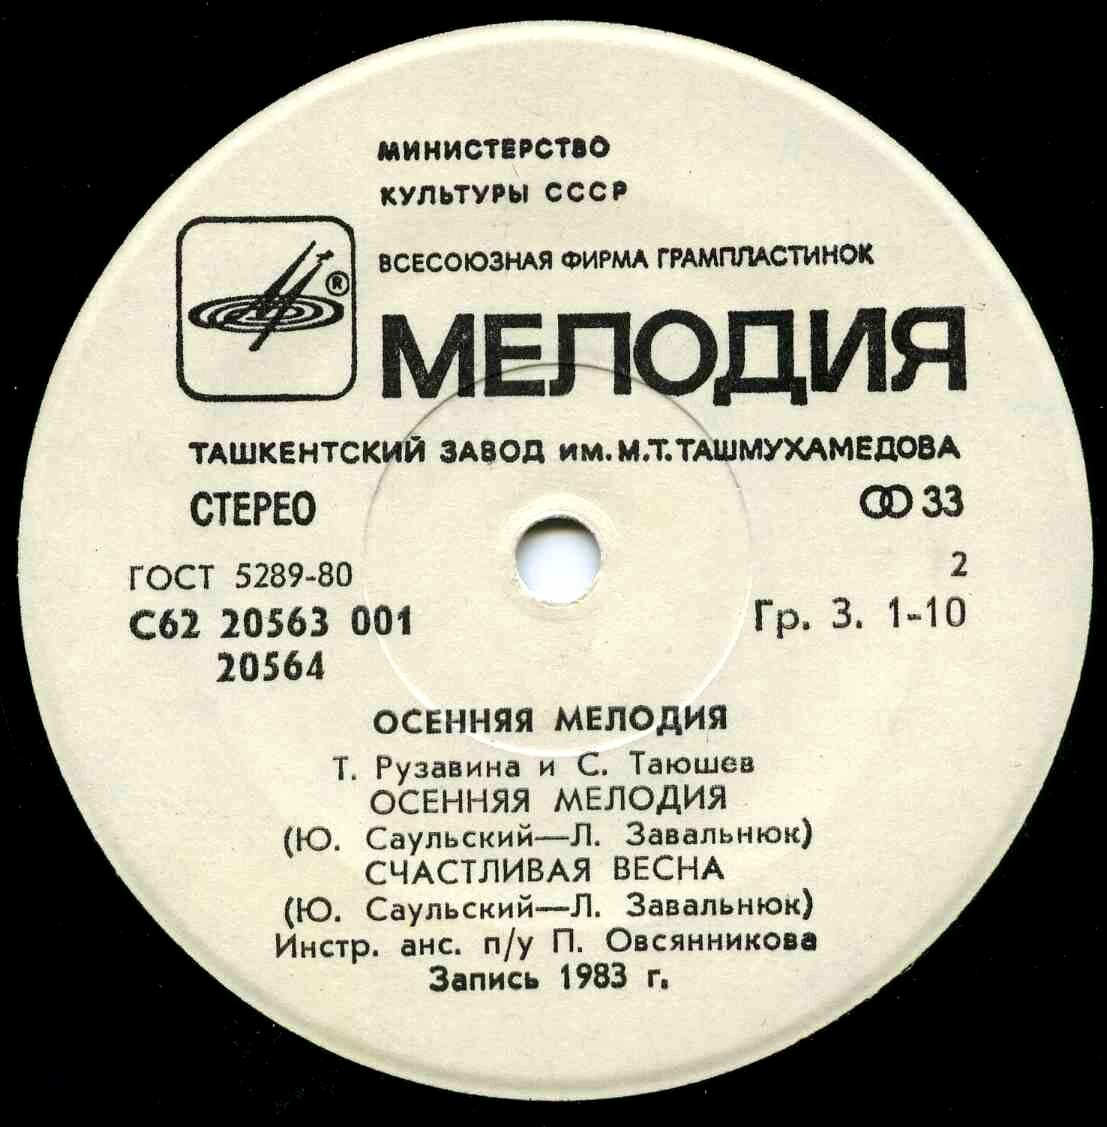 МИНИСТЕРСТВО
КУЛЬТУРЫ СССР
ВСЕСОЮЗНАЯ ФИРМА ГРАМПЛАСТИНОК
®
МЕЛОДИЯ
ТАШКЕНТСКИЙ ЗАВОД им. М.Т. ТАШМУХАМЕДОВА
СТЕРЕО 33
ГОСТ 5289-80 2
С62 20563 001 Гр. 3. 1-10
20564
ОСЕННЯЯ МЕЛОДИЯ
Т. Рузавина и С. Таюшев
ОСЕННЯЯ МЕЛОДИЯ
(Ю. Саульский—Л. Завальнюк)
СЧАСТЛИВАЯ ВЕСНА
(Ю. Саульский—Л. Завальнюк)
Инстр. анс. п/у П. Овсянникова
Запись 1983 г.